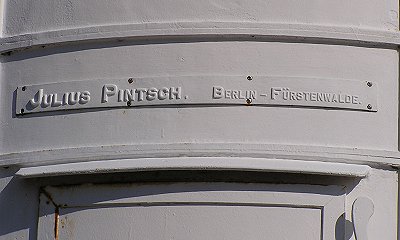 JULIUS PINTSCH. BERLIN – FÜRSTENWALDE.